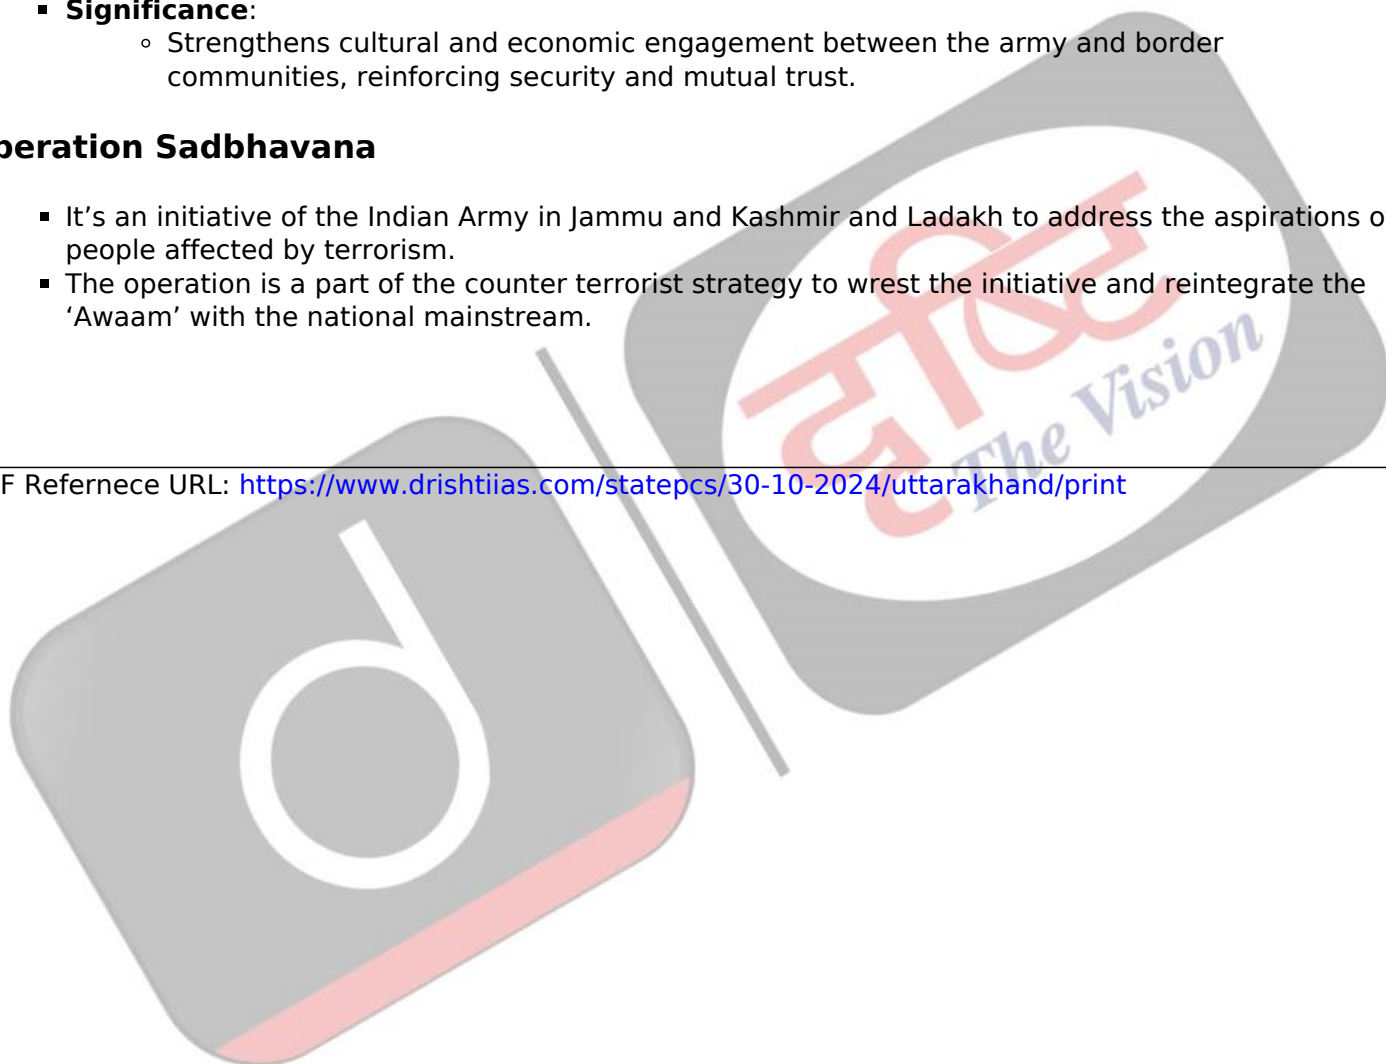 Significance:
Strengthens cultural and economic engagement between the army and border
communities, reinforcing security and mutual trust.
peration Sadbhavana
It’s an initiative of the Indian Army in Jammu and Kashmir and Ladakh to address the aspirations o
people affected by terrorism.
The operation is a part of the counter terrorist strategy to wrest the initiative and reintegrate the
‘Awaam’ with the national mainstream.
F Refernece URL: https://www.drishtiias.com/statepcs/30-10-2024/uttarakhand/print
दृष्टि
The Vision
d